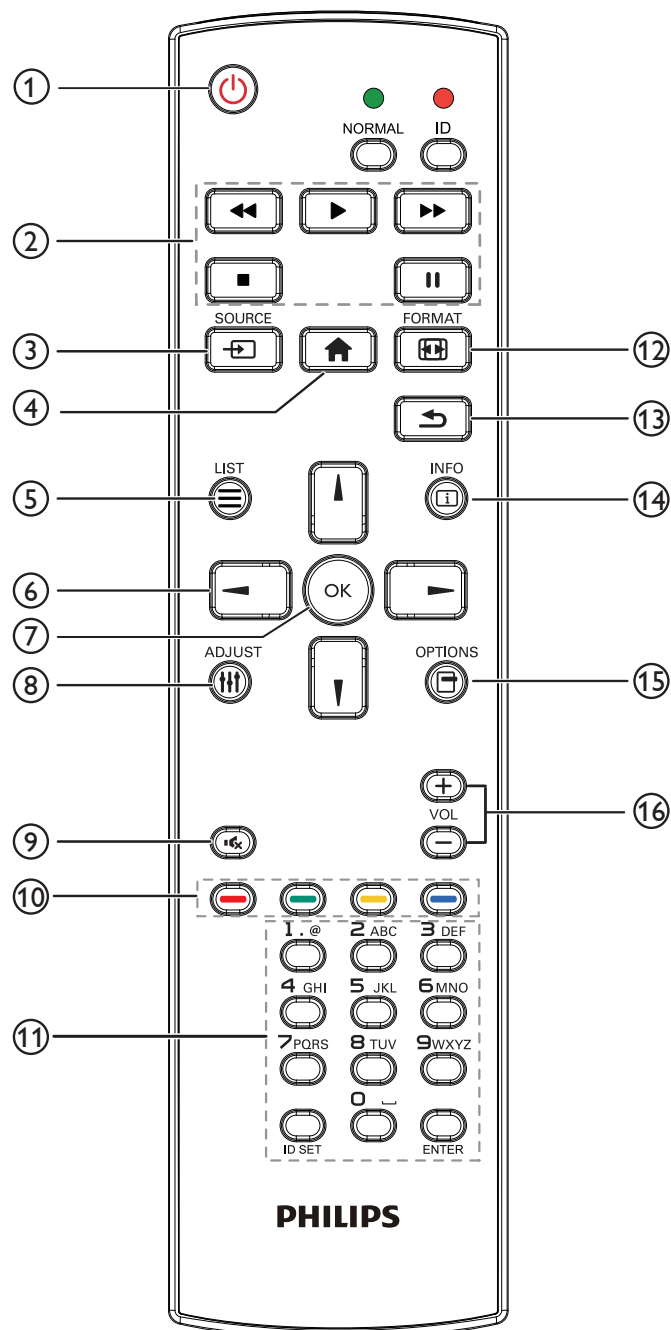 1
NORMAL ID
2
SOURCE FORMAT
3
12
4
13
LIST INFO
5
i
14
6
OK
7
ADJUST OPTIONS
8
15
+
VOL
16
−
9
10
1 . @ 2 ABC 3 DEF
4 GHI 5 JKL 6 MNO
11
7 PQRS 8 TUV 9 WXYZ
0 ⌴
ID SET ENTER
PHILIPS